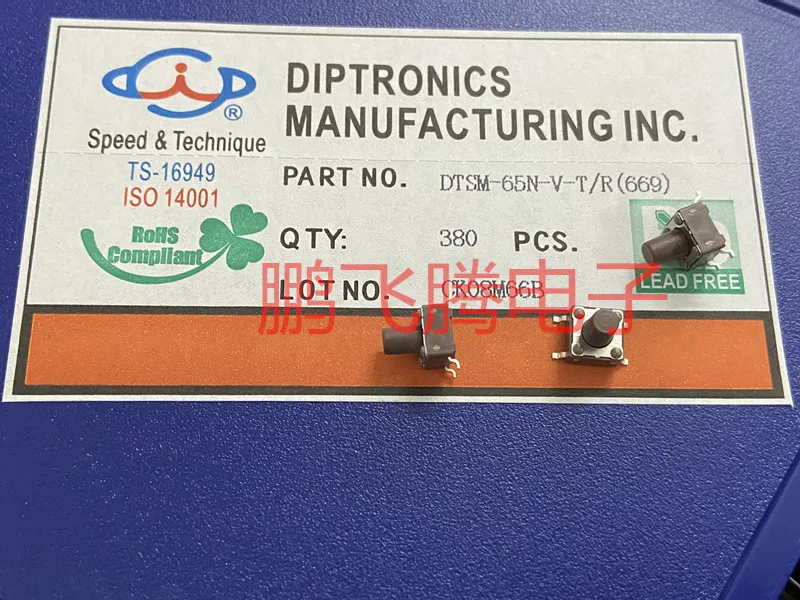 DIPTRONICS
MANUFACTURING INC.
®
Speed & Technique
TS-16949
ISO 14001
RoHS
Compliant
PART NO. DTSM-65N-V-T/R(669)
QTY: 380 PCS.
LOT NO. CK08M66B
LEAD FREE
鹏飞腾电子